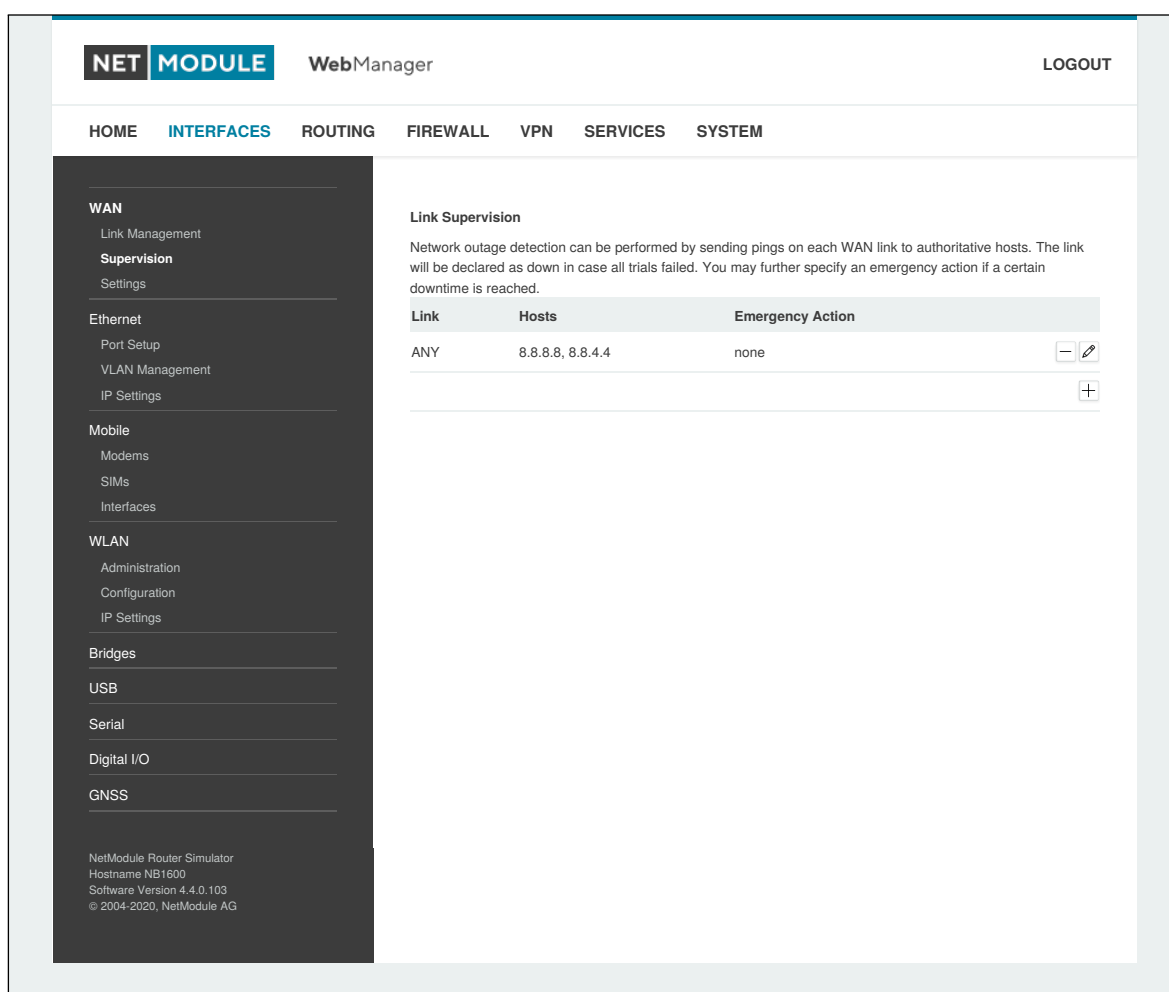 NET MODULE WebManager LOGOUT
HOME INTERFACES ROUTING FIREWALL VPN SERVICES SYSTEM
WAN
Link Management
Supervision
Settings
Ethernet
Port Setup
VLAN Management
IP Settings
Mobile
Modems
SIMs
Interfaces
WLAN
Administration
Configuration
IP Settings
Bridges
USB
Serial
Digital I/O
GNSS
NetModule Router Simulator
Hostname NB1600
Software Version 4.4.0.103
© 2004-2020, NetModule AG
Link Supervision
Network outage detection can be performed by sending pings on each WAN link to authoritative hosts. The link
will be declared as down in case all trials failed. You may further specify an emergency action if a certain
downtime is reached.
Link Hosts Emergency Action
ANY 8.8.8.8, 8.8.4.4 none